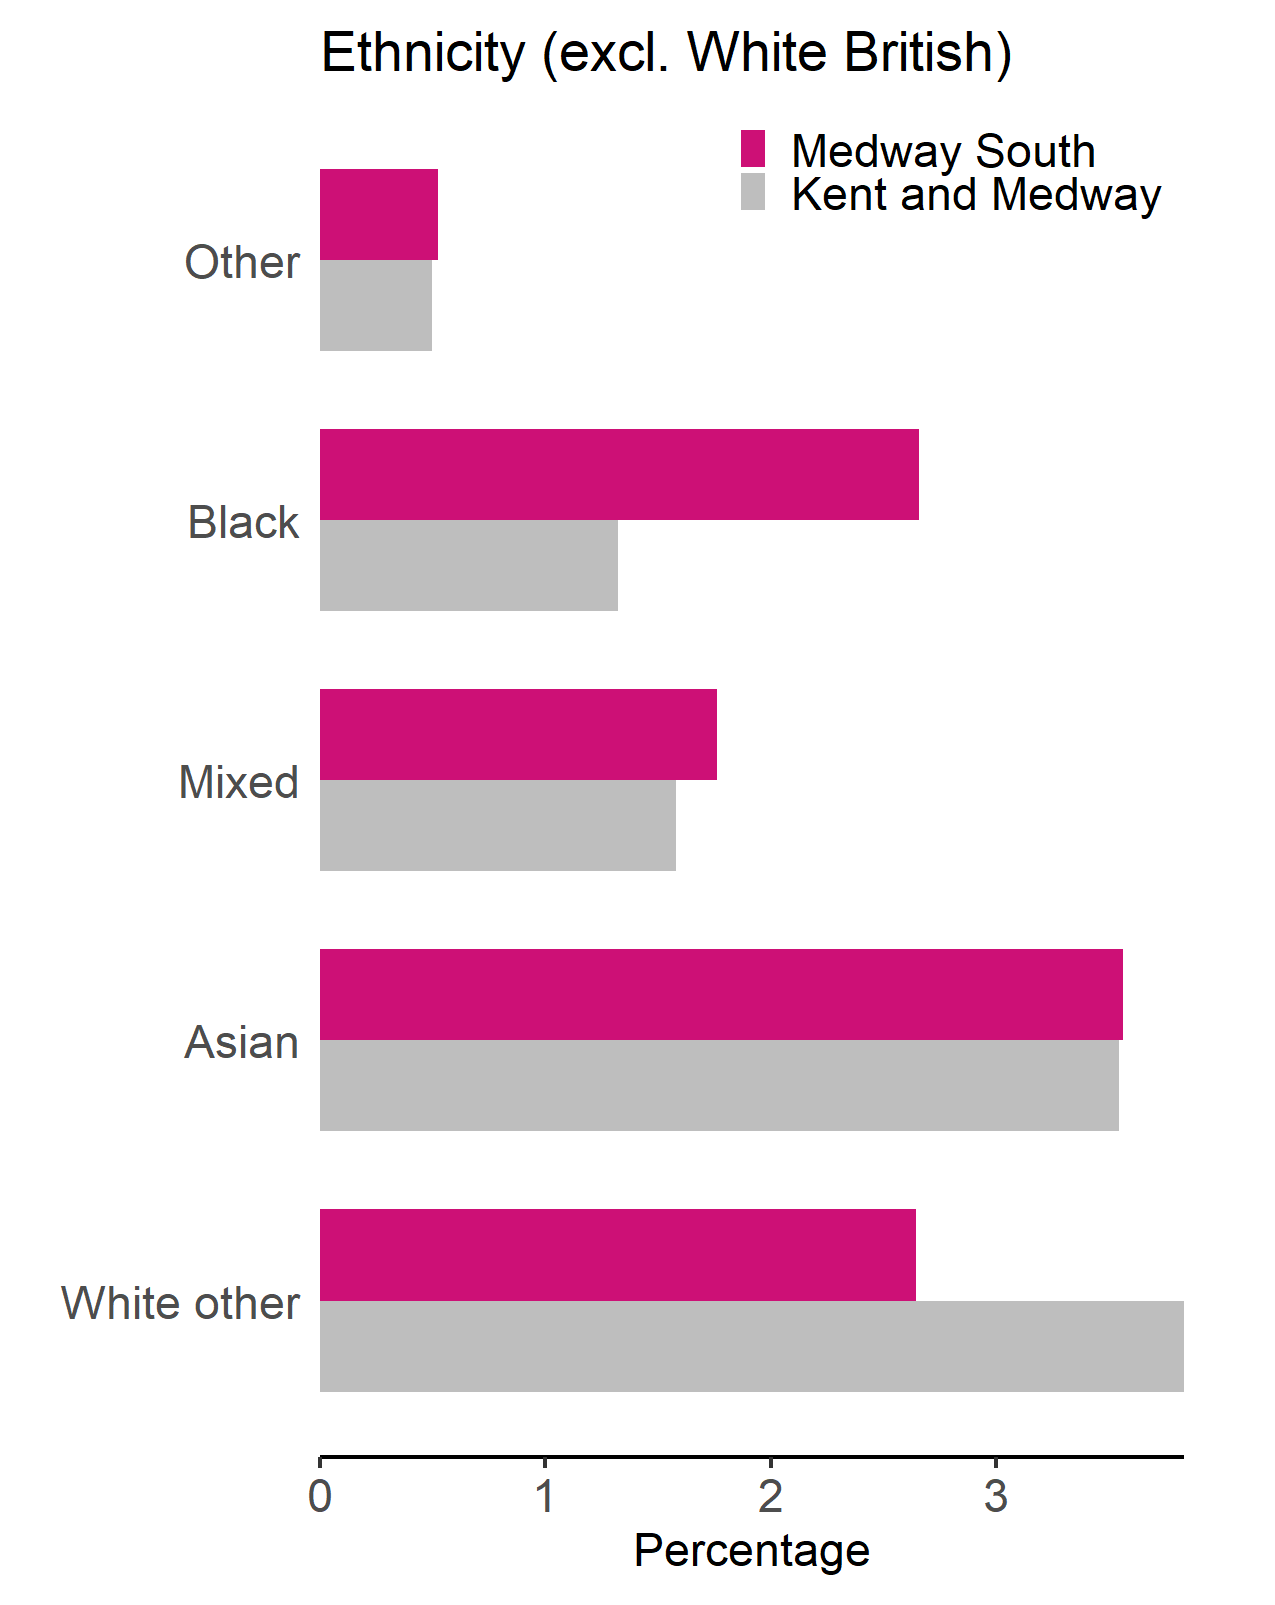 Ethnicity (excl. White British)
Medway South
Kent and Medway
Other
Black
Mixed
Asian
White other
0 1 2 3
Percentage